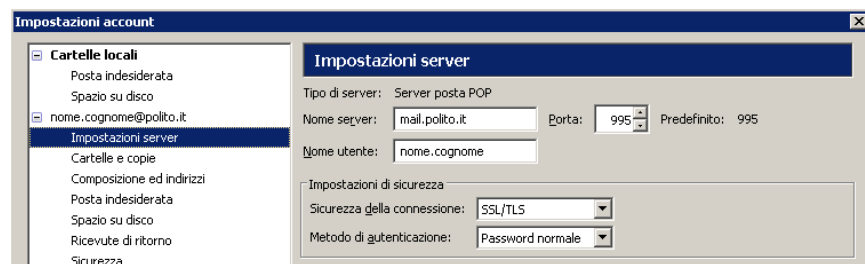 Impostazioni account
Cartelle locali
Posta indesiderata
Spazio su disco
nome.cognome@polito.it
Impostazioni server
Cartelle e copie
Composizione ed indirizzi
Posta indesiderata
Spazio su disco
Ricevute di ritorno
Sicurezza
Impostazioni server
Tipo di server: Server posta POP
Nome server: mail.polito.it Porta: 995 Predefinito: 995
Nome utente: nome.cognome
Impostazioni di sicurezza
Sicurezza della connessione: SSL/TLS
Metodo di autenticazione: Password normale